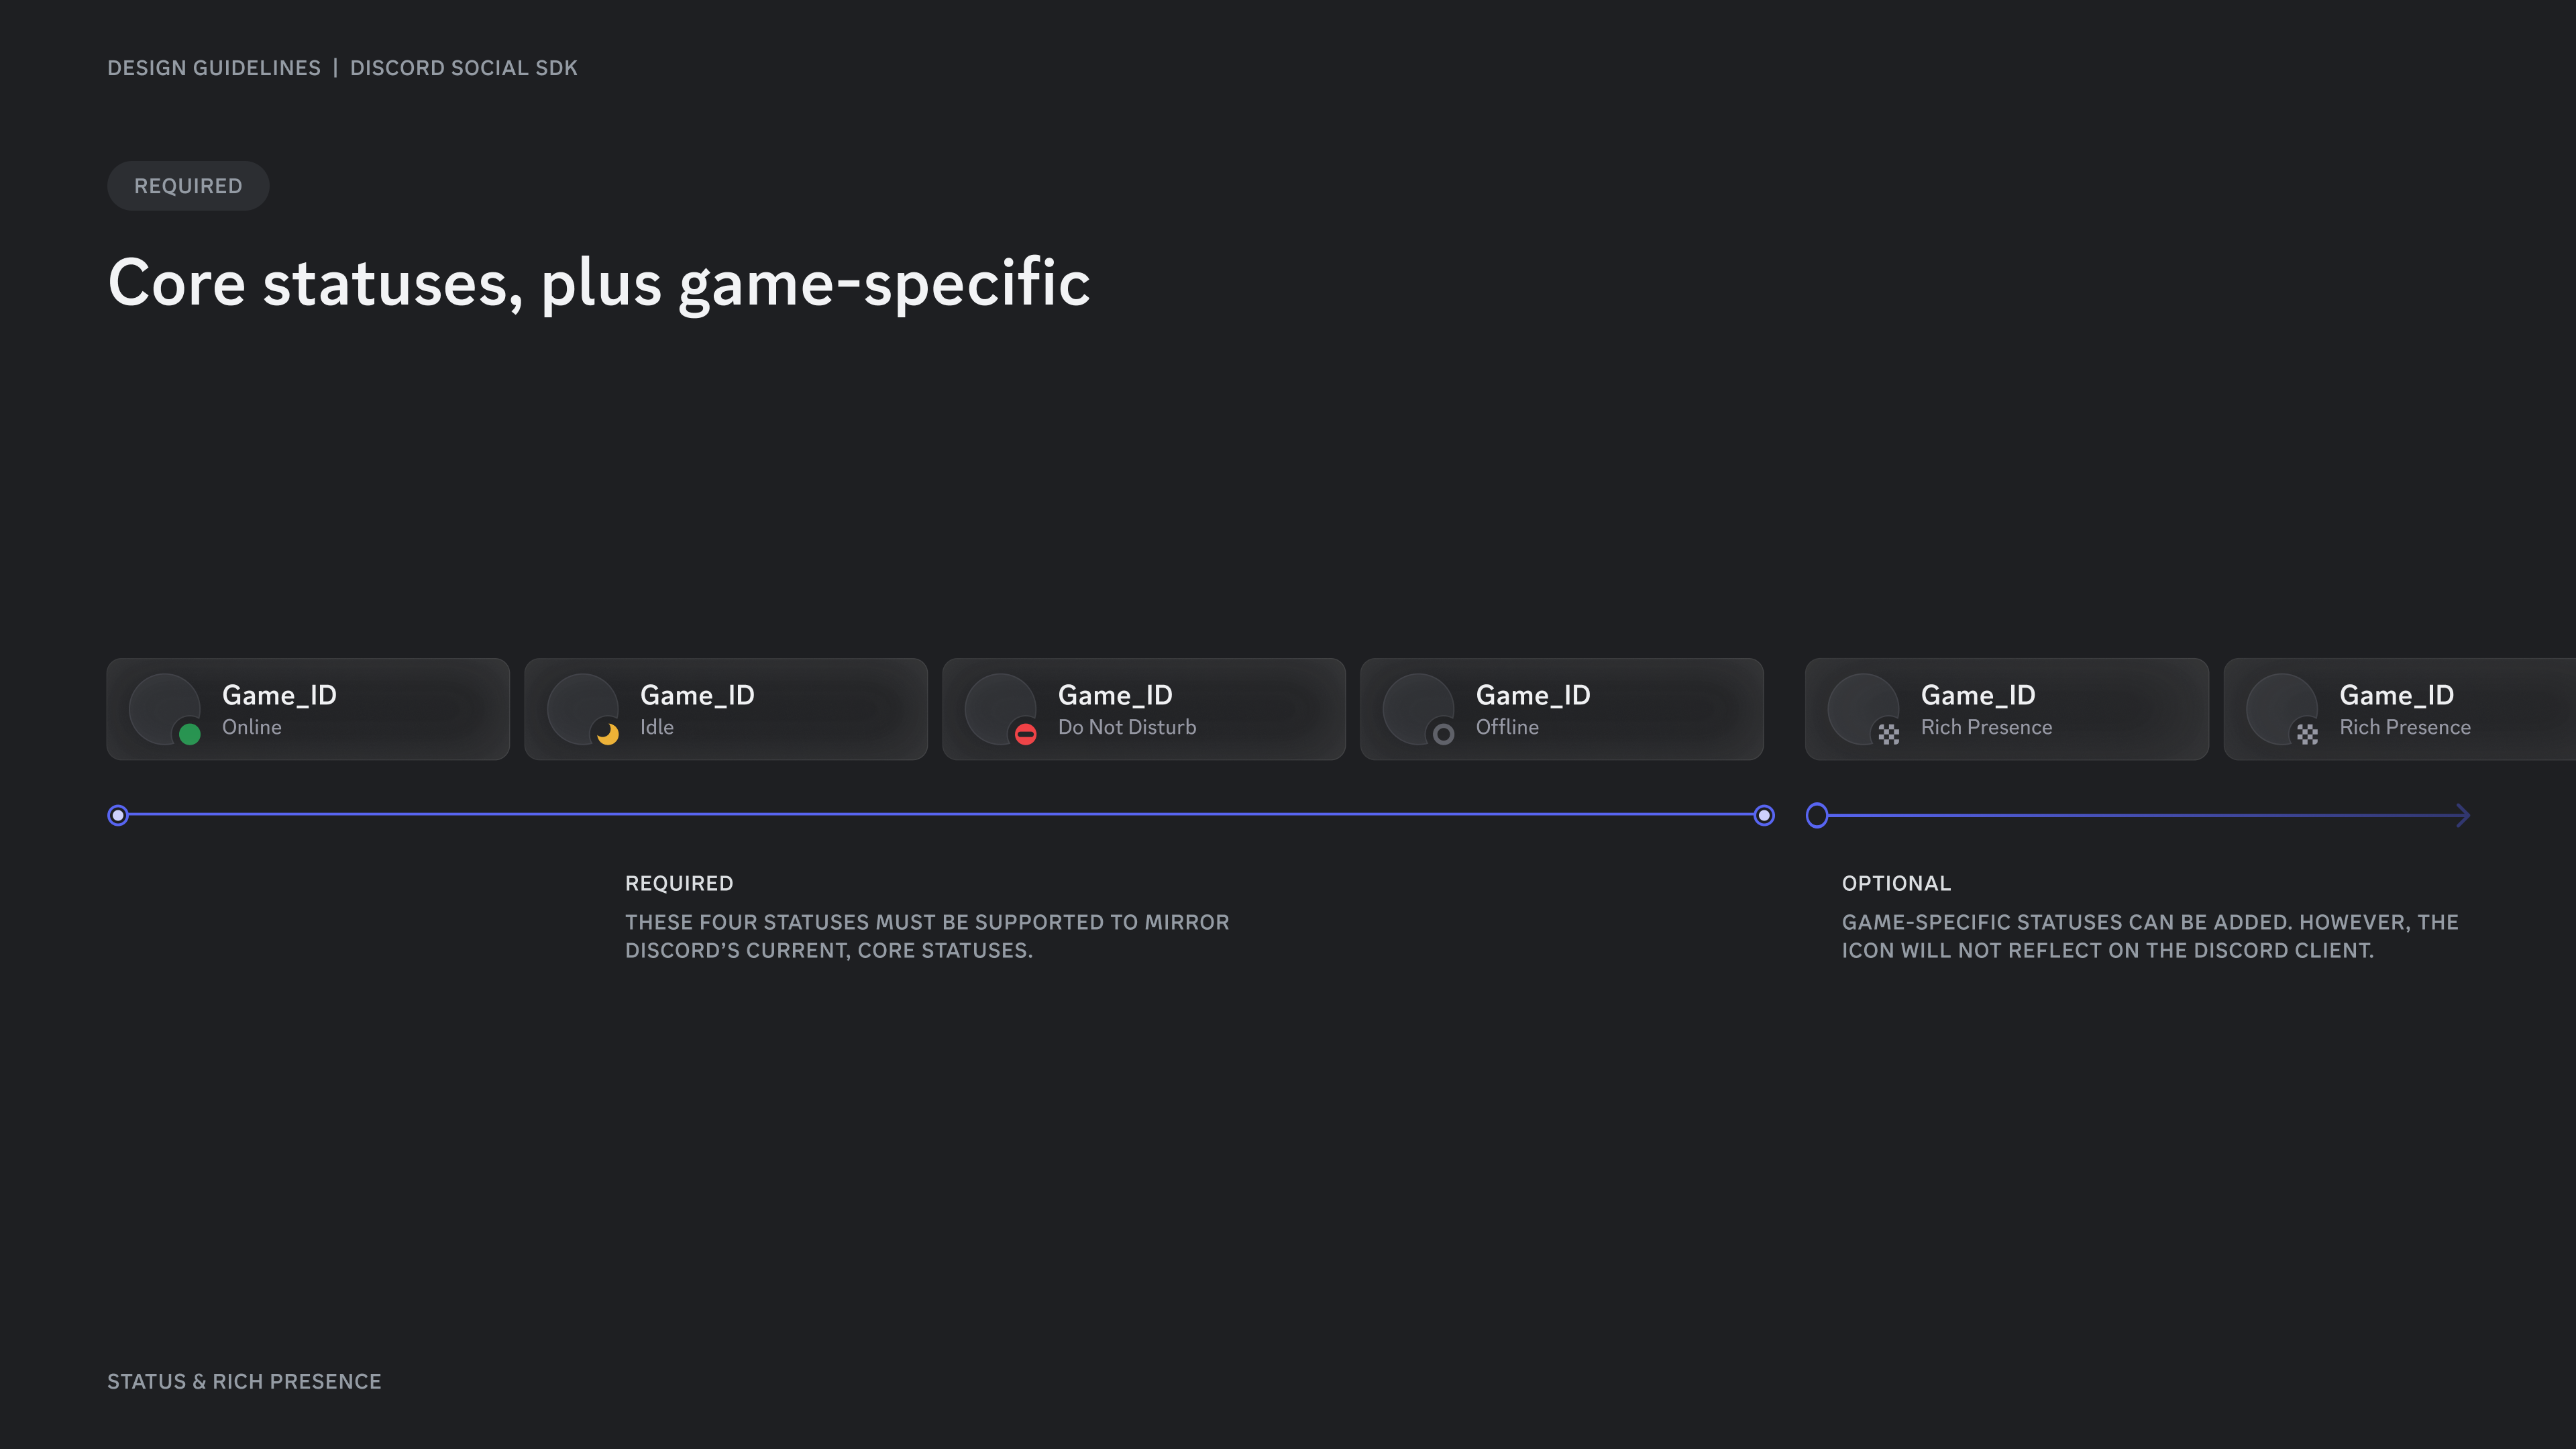 DESIGN GUIDELINES | DISCORD SOCIAL SDK
REQUIRED
Core statuses, plus game-specific
Game_ID
Online
Game_ID
Idle
Game_ID
Do Not Disturb
Game_ID
Offline
Game_ID
Rich Presence
Game_ID
Rich Presence
REQUIRED
THESE FOUR STATUSES MUST BE SUPPORTED TO MIRROR
DISCORD’S CURRENT, CORE STATUSES.
OPTIONAL
GAME-SPECIFIC STATUSES CAN BE ADDED. HOWEVER, THE
ICON WILL NOT REFLECT ON THE DISCORD CLIENT.
STATUS & RICH PRESENCE